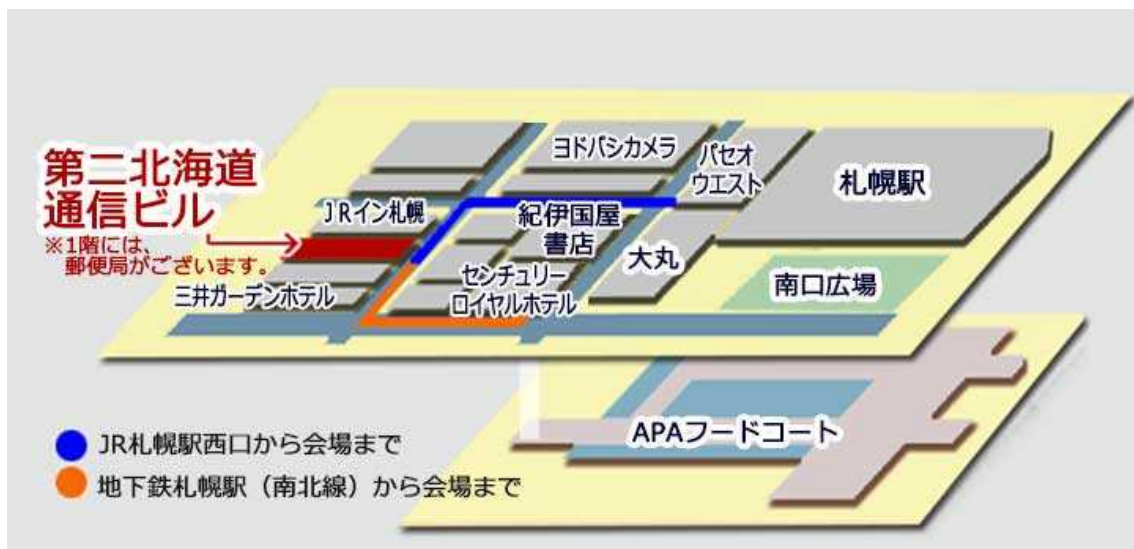 第二北海道
通信ビル
※1階には、
郵便局がございます。
ヨドバシカメラ
パセオ
ウエスト
札幌駅
JRイン札幌
紀伊国屋
書店
大丸
センチュリー
ロイヤルホテル
三井ガーデンホテル
南口広場
APAフードコート
JR札幌駅西口から会場まで
地下鉄札幌駅（南北線）から会場まで